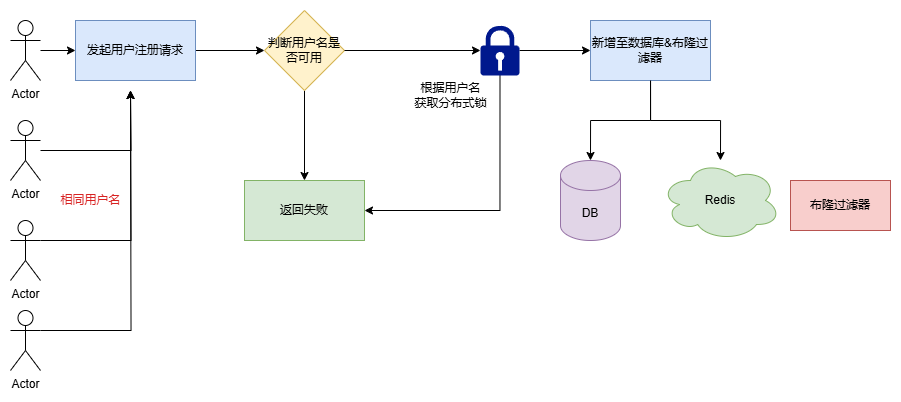 发起用户注册请求
判断用户名是
否可用
新增至数据库&布隆过
滤器
Actor
根据用户名
获取分布式锁
Actor
相同用户名
返回失败
DB
Redis
布隆过滤器
Actor
Actor